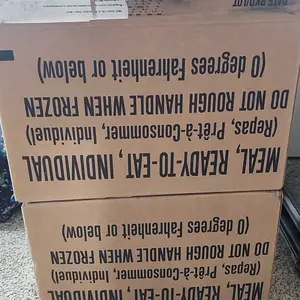 MEAL, READY-TO-EAT, INDIVIDUAL
(Repas, Prêt-à-Consommer, Individuel)
DO NOT ROUGH HANDLE WHEN FROZEN
(0 degrees Fahrenheit or below)
MEAL, READY-TO-EAT, INDIVIDUAL
(Repas, Prêt-à-Consommer, Individuel)
DO NOT ROUGH HANDLE WHEN FROZEN
(0 degrees Fahrenheit or below)